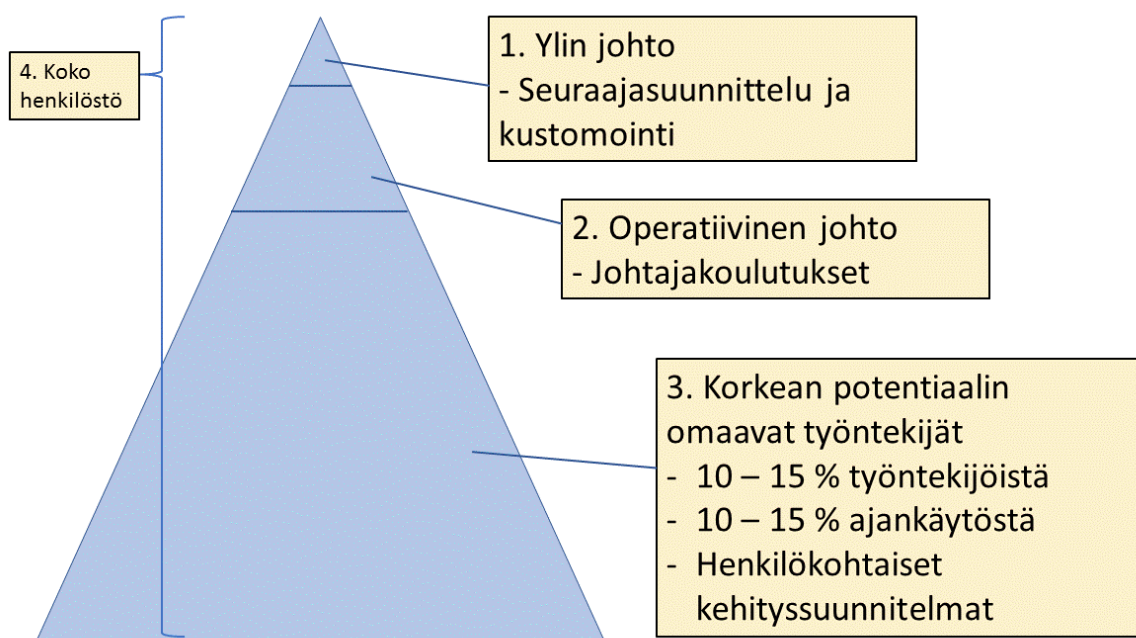 4. Koko
henkilöstö
1. Ylin johto
- Seuraajasuunnittelu ja
kustomointi
2. Operatiivinen johto
- Johtajakoulutukset
3. Korkean potentiaalin
omaavat työntekijät
- 10 – 15 % työntekijöistä
- 10 – 15 % ajankäytöstä
- Henkilökohtaiset
kehityssuunnitelmat